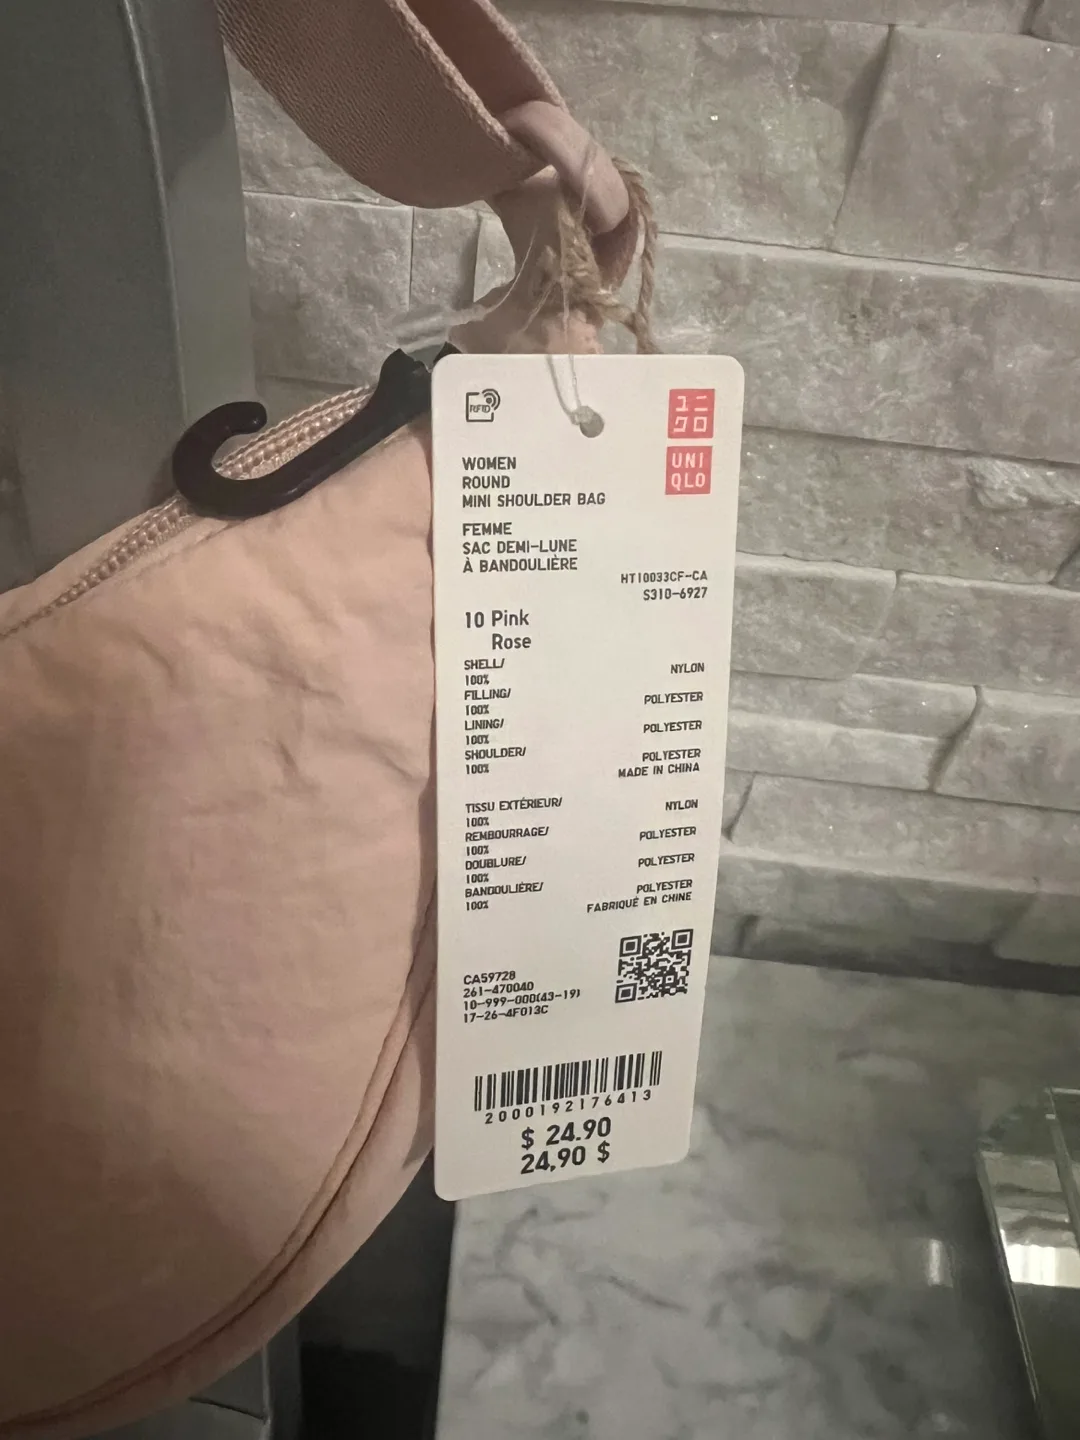 RFID
ユニ
クロ
UNI
QLO
WOMEN
ROUND
MINI SHOULDER BAG
FEMME
SAC DEMI-LUNE
À BANDOULIÈRE
HT10033CF-CA
S310-6927
10 Pink
Rose
SHELL/
100% NYLON
FILLING/
100% POLYESTER
LINING/
100% POLYESTER
SHOULDER/
100% POLYESTER
MADE IN CHINA
TISSU EXTÉRIEUR/
100% NYLON
REMBOURRAGE/
100% POLYESTER
DOUBLURE/
100% POLYESTER
BANDOULIÈRE/
100% POLYESTER
FABRIQUÉ EN CHINE
CA59728
261-470040
10-999-000(43-19)
17-26-4F013C
2000192176413
$ 24.90
24,90 $